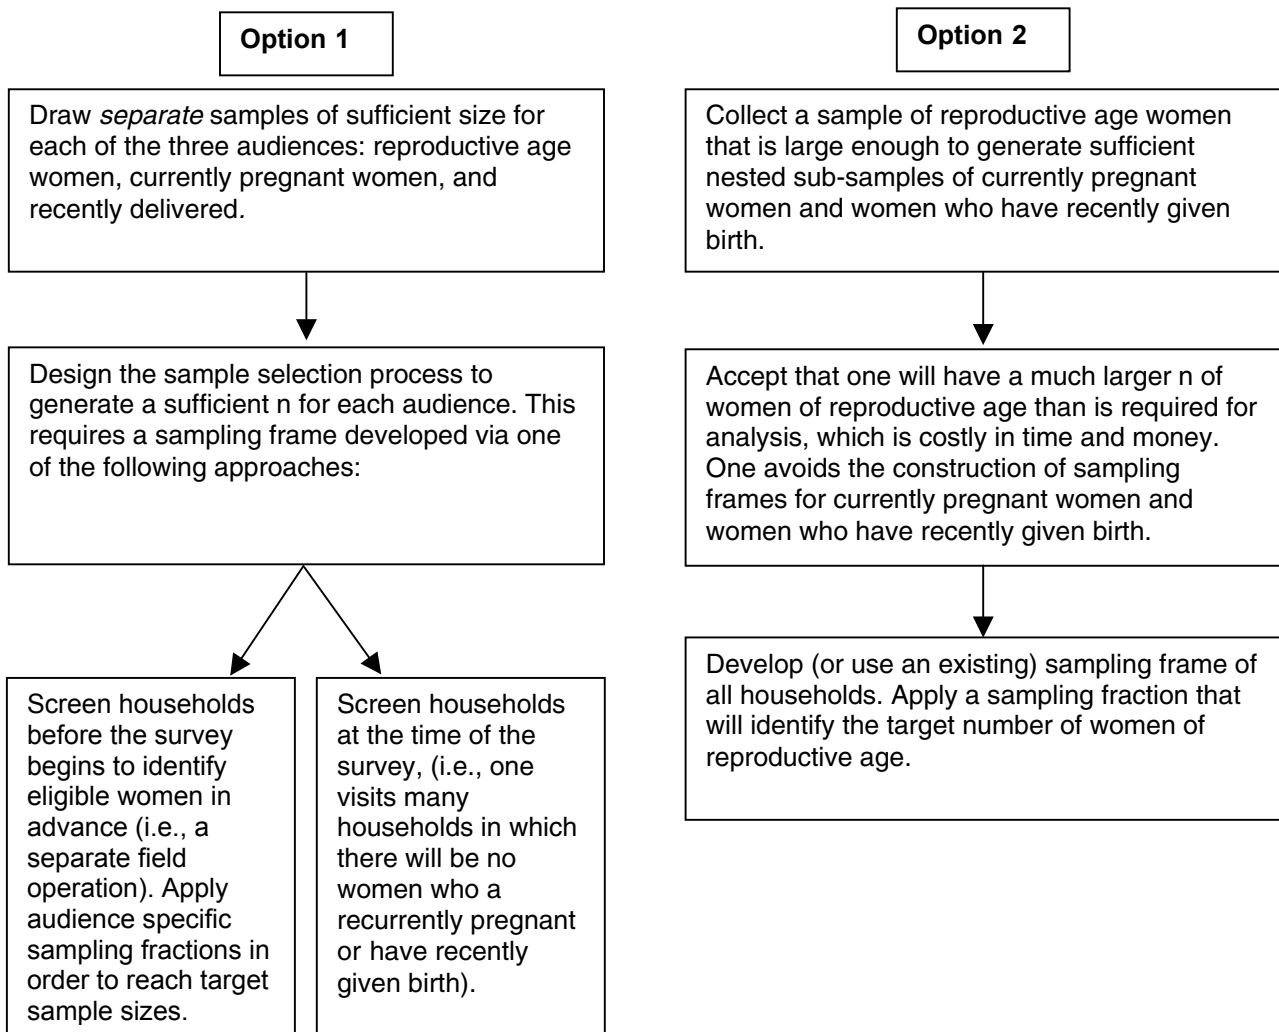 Option 1
Draw separate samples of sufficient size for
each of the three audiences: reproductive age
women, currently pregnant women, and
recently delivered.
Design the sample selection process to
generate a sufficient n for each audience. This
requires a sampling frame developed via one
of the following approaches:
Screen households
before the survey
begins to identify
eligible women in
advance (i.e., a
separate field
operation). Apply
audience specific
sampling fractions in
order to reach target
sample sizes.
Screen households
at the time of the
survey, (i.e., one
visits many
households in which
there will be no
women who a
recurrently pregnant
or have recently
given birth).
Option 2
Collect a sample of reproductive age women
that is large enough to generate sufficient
nested sub-samples of currently pregnant
women and women who have recently given
birth.
Accept that one will have a much larger n of
women of reproductive age than is required for
analysis, which is costly in time and money.
One avoids the construction of sampling
frames for currently pregnant women and
women who have recently given birth.
Develop (or use an existing) sampling frame of
all households. Apply a sampling fraction that
will identify the target number of women of
reproductive age.